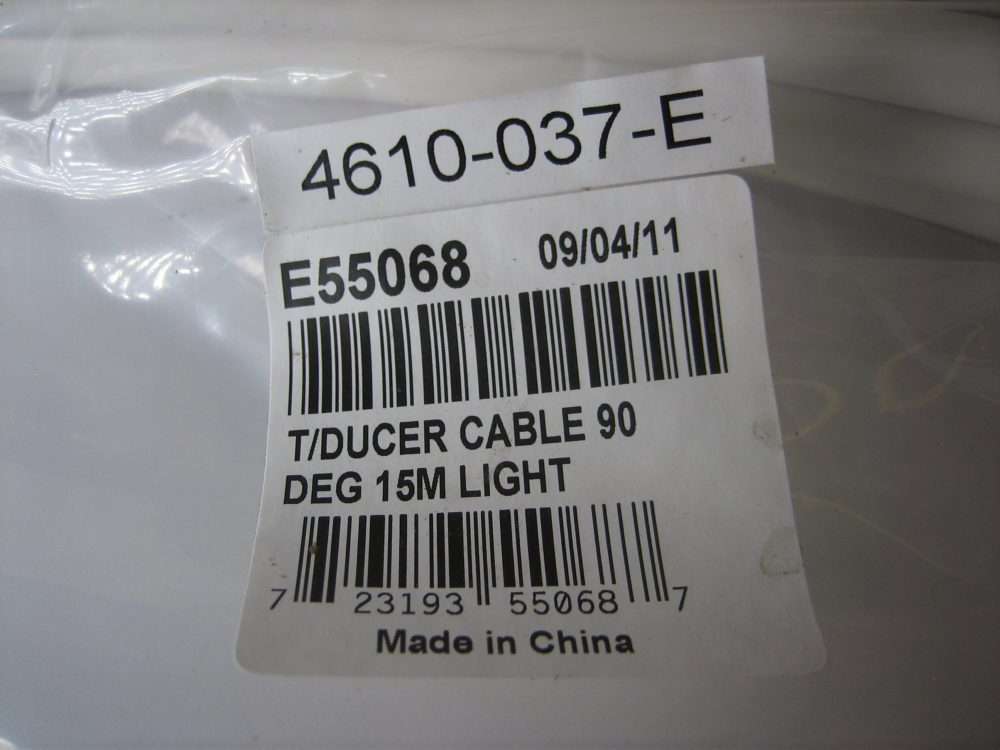 4610-037-E
E55068 09/04/11
T/DUCER CABLE 90
DEG 15M LIGHT
7 23193 55068 7
Made in China